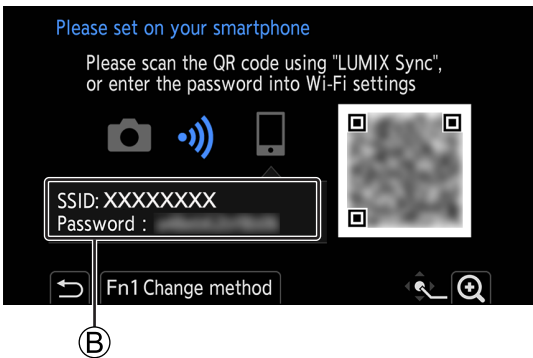 Please set on your smartphone
Please scan the QR code using "LUMIX Sync",
or enter the password into Wi-Fi settings
SSID: XXXXXXXX
Password :
Fn1 Change method
B